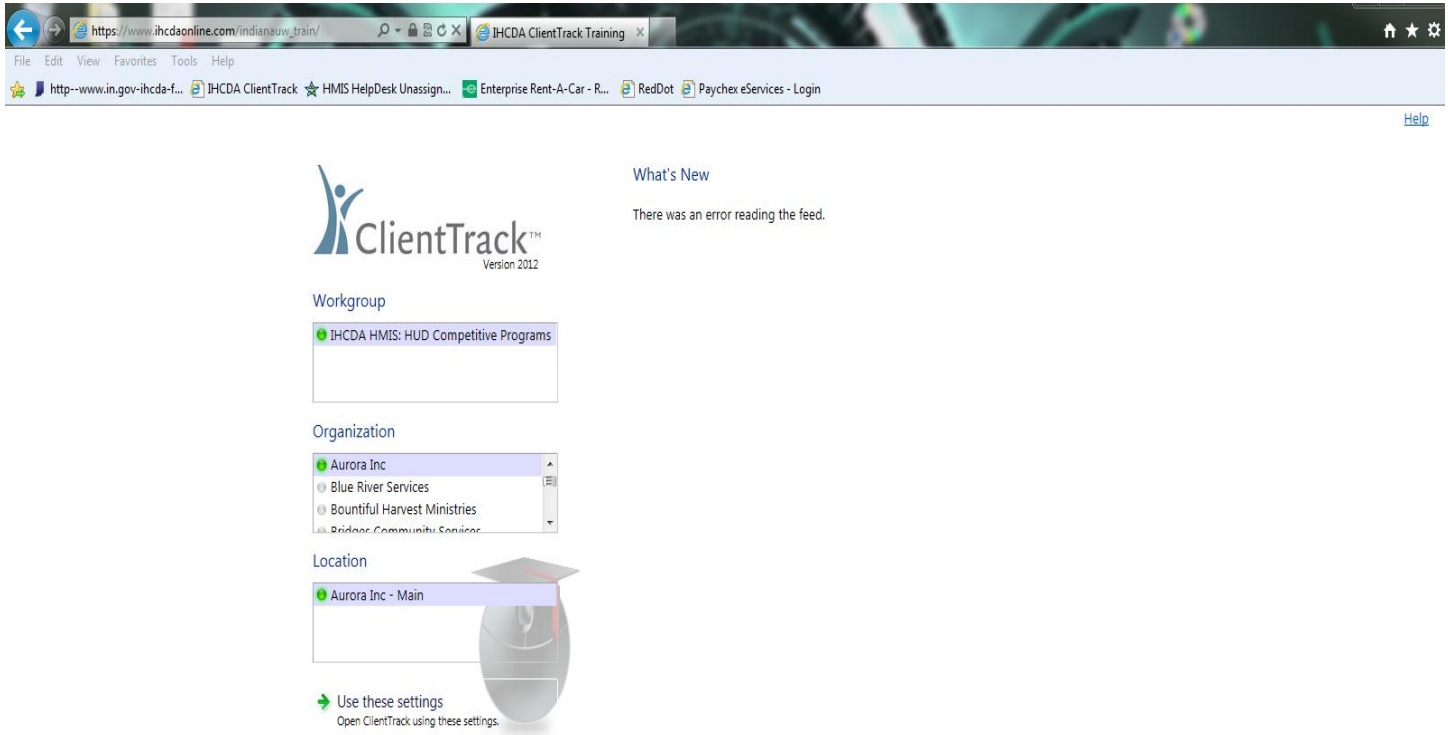 https://www.ihcdaonline.com/indianauw_train/
IHCDA ClientTrack Training
File Edit View Favorites Tools Help
http--www.in.gov-ihcda-f... IHCDA ClientTrack HMIS HelpDesk Unassign... Enterprise Rent-A-Car - R... RedDot Paychex eServices - Login
Help
ClientTrack™
Version 2012
What's New
There was an error reading the feed.
Workgroup
IHCDA HMIS: HUD Competitive Programs
Organization
Aurora Inc
Blue River Services
Bountiful Harvest Ministries
Bridges Community Services
Location
Aurora Inc - Main
Use these settings
Open ClientTrack using these settings.